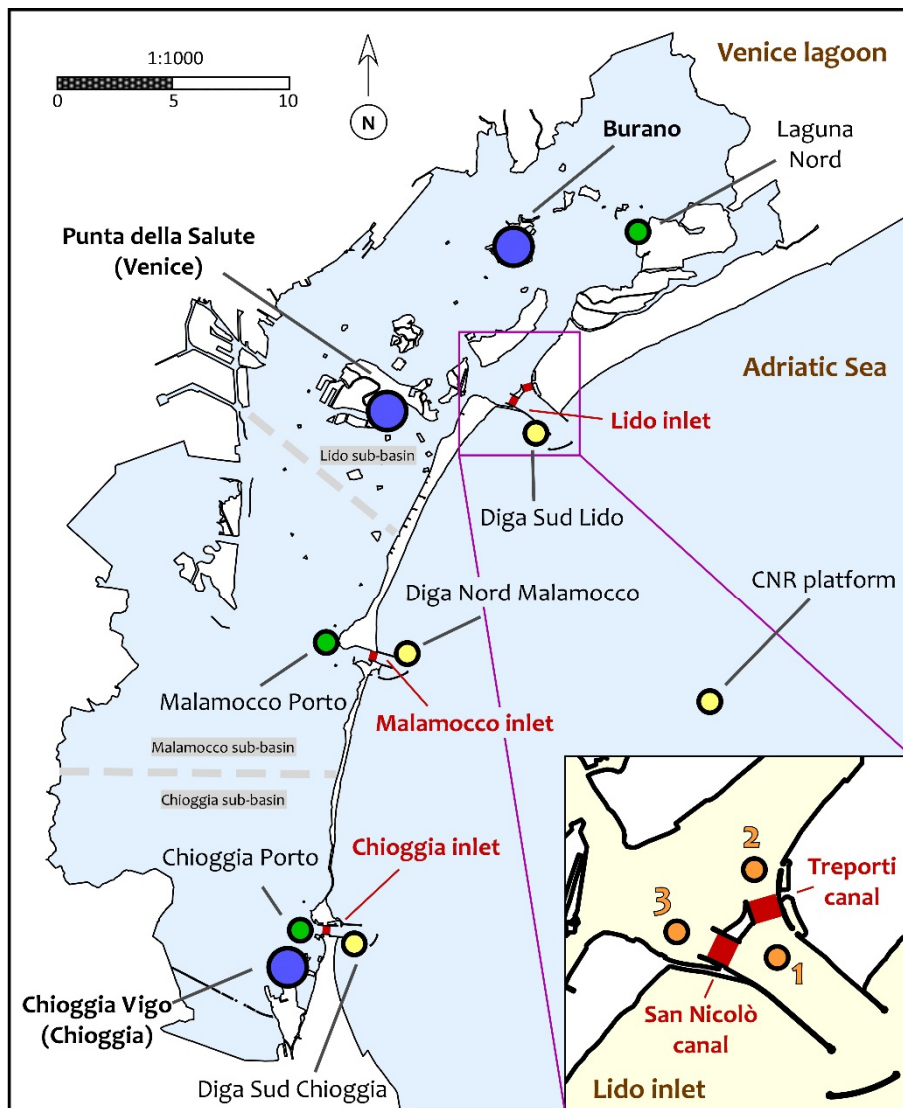 1:1000
0 5 10
N
Venice lagoon
Burano
Laguna
Nord
Punta della Salute
(Venice)
Adriatic Sea
Lido inlet
Lido sub-basin
Diga Sud Lido
CNR platform
Diga Nord Malamocco
Malamocco Porto
Malamocco inlet
Malamocco sub-basin
Chioggia sub-basin
Chioggia Porto
Chioggia inlet
Chioggia Vigo
(Chioggia)
Diga Sud Chioggia
2
Treporti
canal
3
1
San Nicolò
canal
Lido inlet